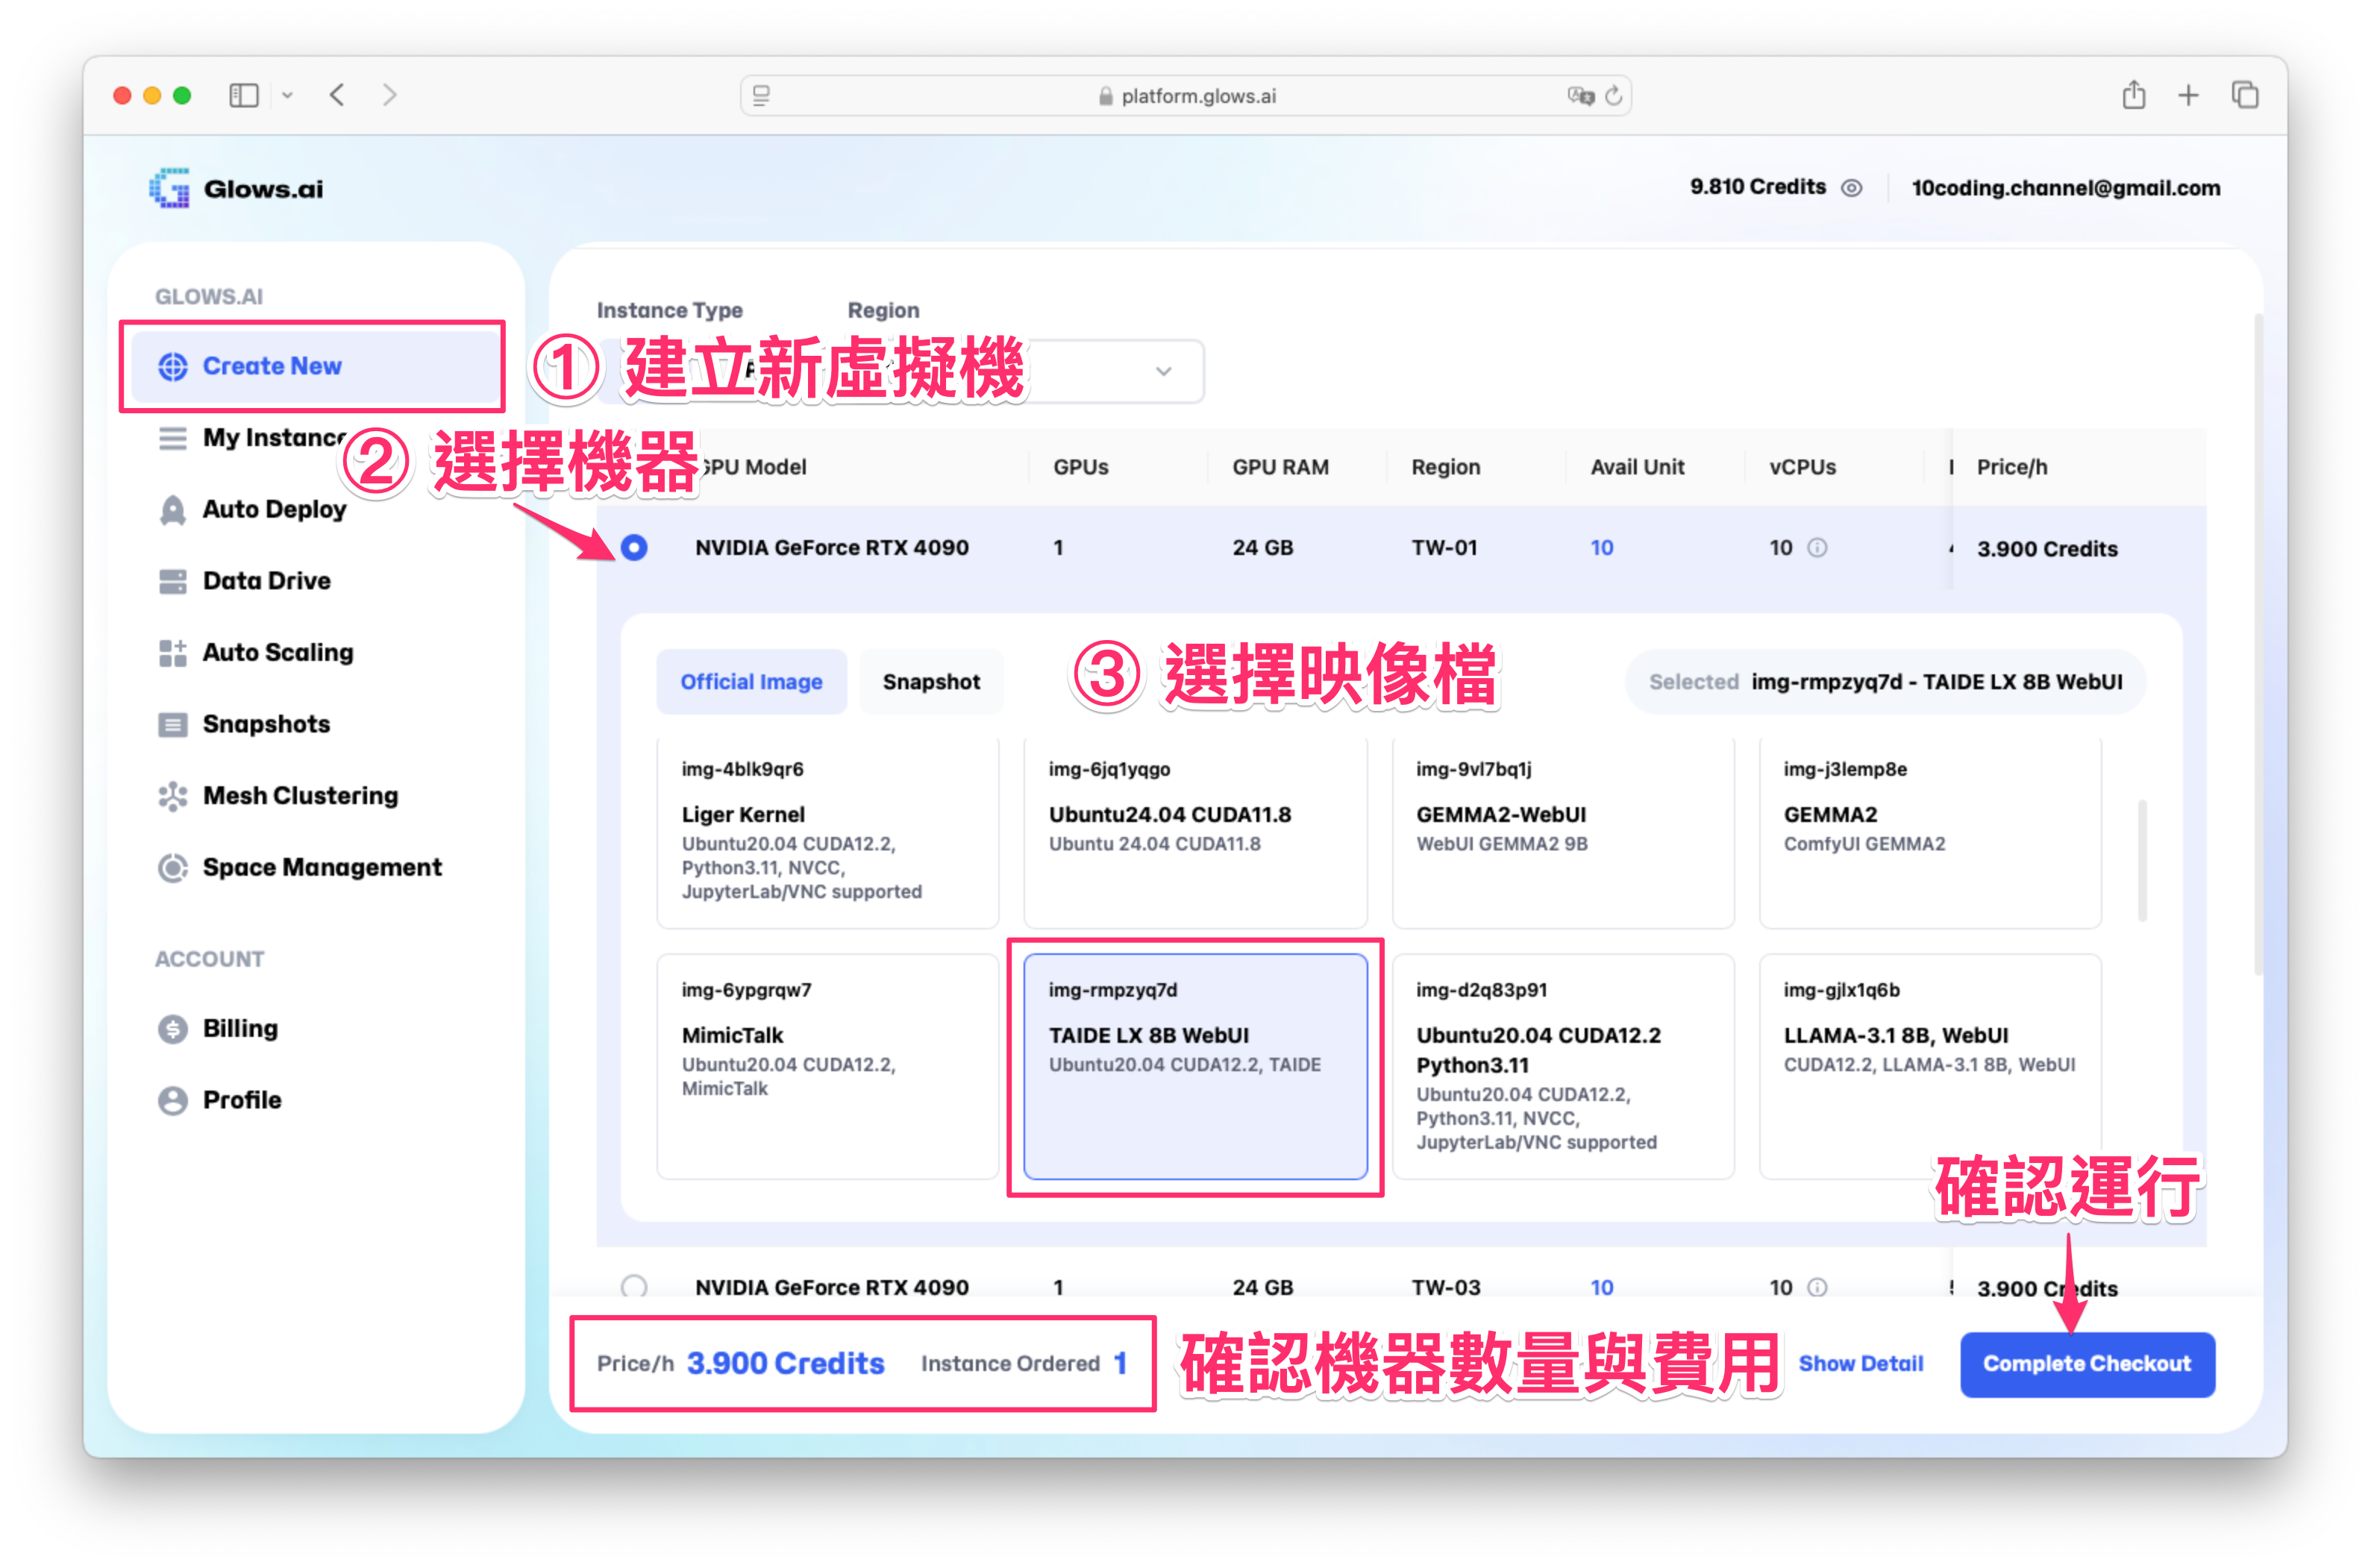 platform.glows.ai
Glows.ai
9.810 Credits
10coding.channel@gmail.com
GLOWS.AI
Create New
My Instance
Auto Deploy
Data Drive
Auto Scaling
Snapshots
Mesh Clustering
Space Management
ACCOUNT
Billing
Profile
① 建立新虛擬機
② 選擇機器
Instance Type
Region
GPU Model GPUs GPU RAM Region Avail Unit vCPUs Price/h
NVIDIA GeForce RTX 4090 1 24 GB TW-01 10 10 3.900 Credits
Official Image
Snapshot
③ 選擇映像檔
Selected img-rmpzyq7d - TAIDE LX 8B WebUI
img-4blk9qr6
Liger Kernel
Ubuntu20.04 CUDA12.2,
Python3.11, NVCC,
JupyterLab/VNC supported
img-6jq1yqgo
Ubuntu24.04 CUDA11.8
Ubuntu 24.04 CUDA11.8
img-9vl7bq1j
GEMMA2-WebUI
WebUI GEMMA2 9B
img-j3lemp8e
GEMMA2
ComfyUI GEMMA2
img-6ypgrqw7
MimicTalk
Ubuntu20.04 CUDA12.2,
MimicTalk
img-rmpzyq7d
TAIDE LX 8B WebUI
Ubuntu20.04 CUDA12.2, TAIDE
img-d2q83p91
Ubuntu20.04 CUDA12.2
Python3.11
Ubuntu20.04 CUDA12.2,
Python3.11, NVCC,
JupyterLab/VNC supported
img-gjlx1q6b
LLAMA-3.1 8B, WebUI
CUDA12.2, LLAMA-3.1 8B, WebUI
確認運行
NVIDIA GeForce RTX 4090 1 24 GB TW-03 10 10 3.900 Credits
Price/h 3.900 Credits Instance Ordered 1
確認機器數量與費用
Show Detail
Complete Checkout